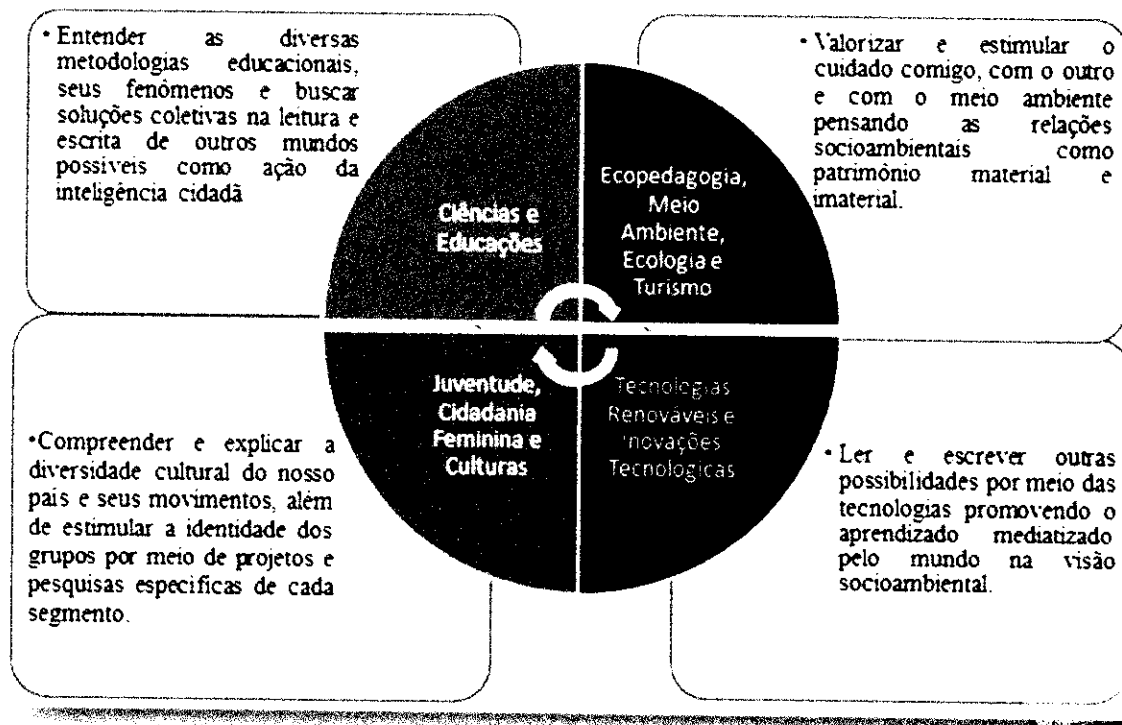 • Entender as diversas
metodologias educacionais,
seus fenômenos e buscar
soluções coletivas na leitura e
escrita de outros mundos
possíveis como ação da
inteligência cidadã
• Valorizar e estimular o
cuidado comigo, com o outro
e com o meio ambiente
pensando as relações
socioambientais como
patrimônio material e
imaterial.
Ciências e
Educações
Ecopedagogia,
Meio
Ambiente,
Ecologia e
Turismo
Juventude,
Cidadania
Feminina e
Culturas
Tecnologias
Renováveis e
Inovações
Tecnologicas
•Compreender e explicar a
diversidade cultural do nosso
país e seus movimentos, além
de estimular a identidade dos
grupos por meio de projetos e
pesquisas especificas de cada
segmento.
• Ler e escrever outras
possibilidades por meio das
tecnologias promovendo o
aprendizado mediatizado
pelo mundo na visão
socioambiental.